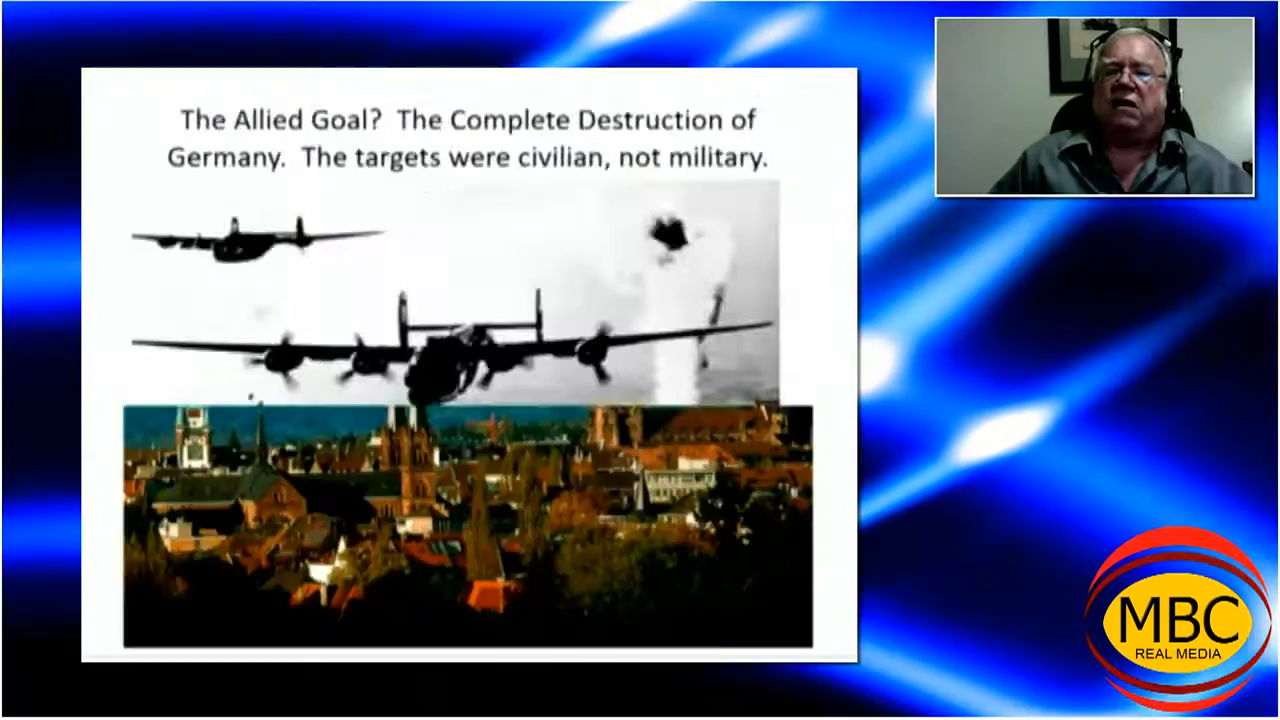 The Allied Goal?  The Complete Destruction of
Germany.  The targets were civilian, not military.
MBC
REAL MEDIA